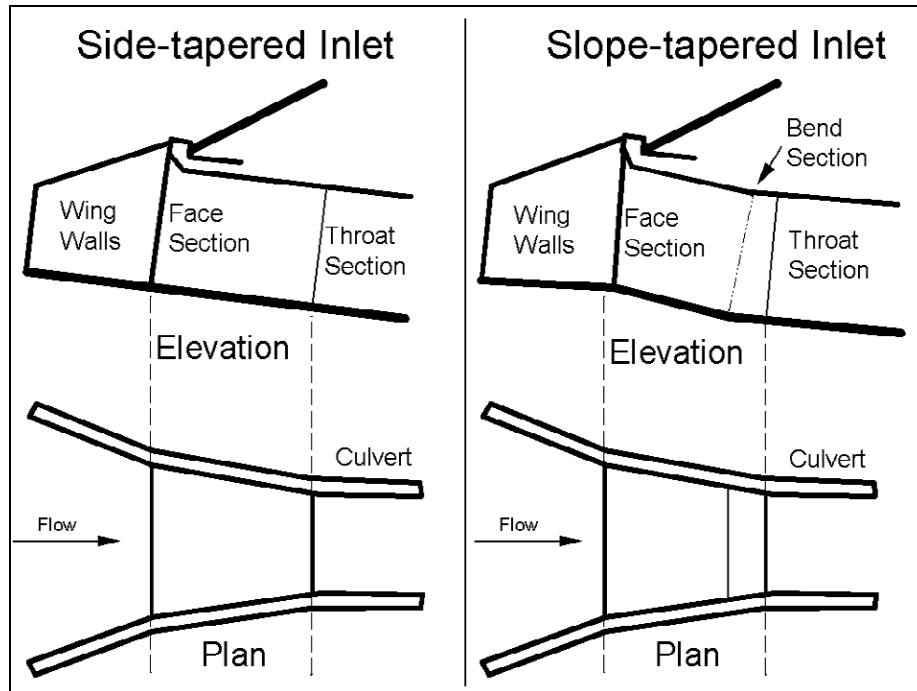 Side-tapered Inlet
Wing
Walls
Face
Section
Throat
Section
Elevation
Culvert
Flow
Plan
Slope-tapered Inlet
Bend
Section
Wing
Walls
Face
Section
Throat
Section
Elevation
Culvert
Flow
Plan